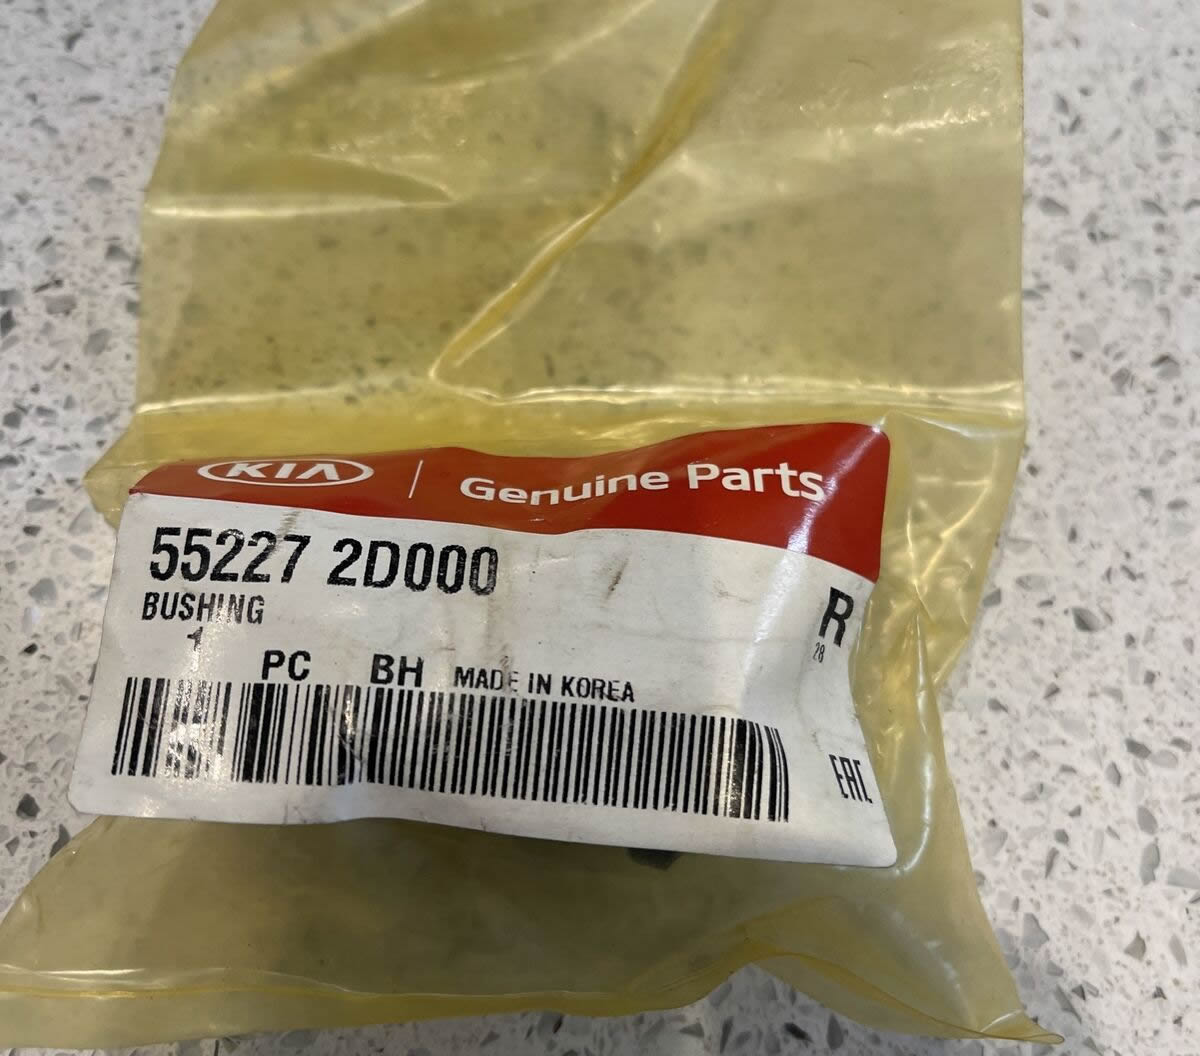 KIA | Genuine Parts
55227 2D000
BUSHING
1
PC BH MADE IN KOREA
R
28
EAC